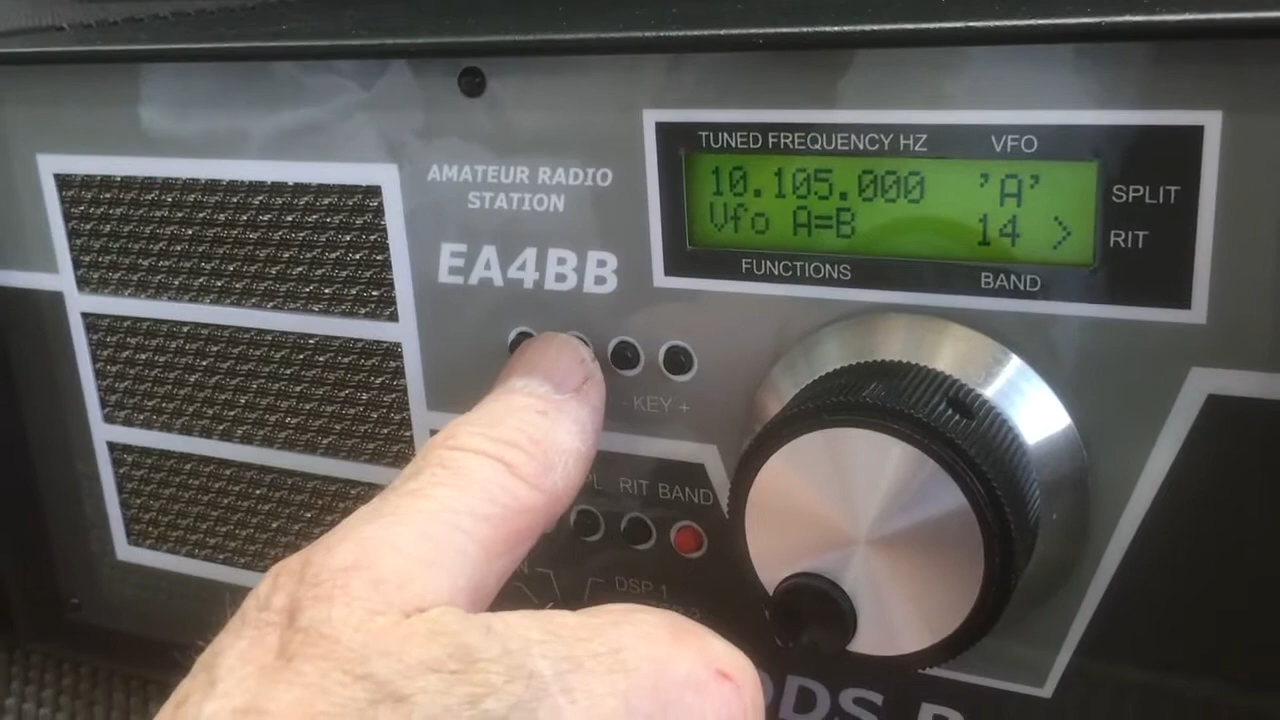 AMATEUR RADIO
STATION
EA4BB
TUNED FREQUENCY HZ VFO
10.105.000 'A'
Vfo A=B 14 >
SPLIT
RIT
FUNCTIONS BAND
- KEY +
RIT BAND
DSP 1